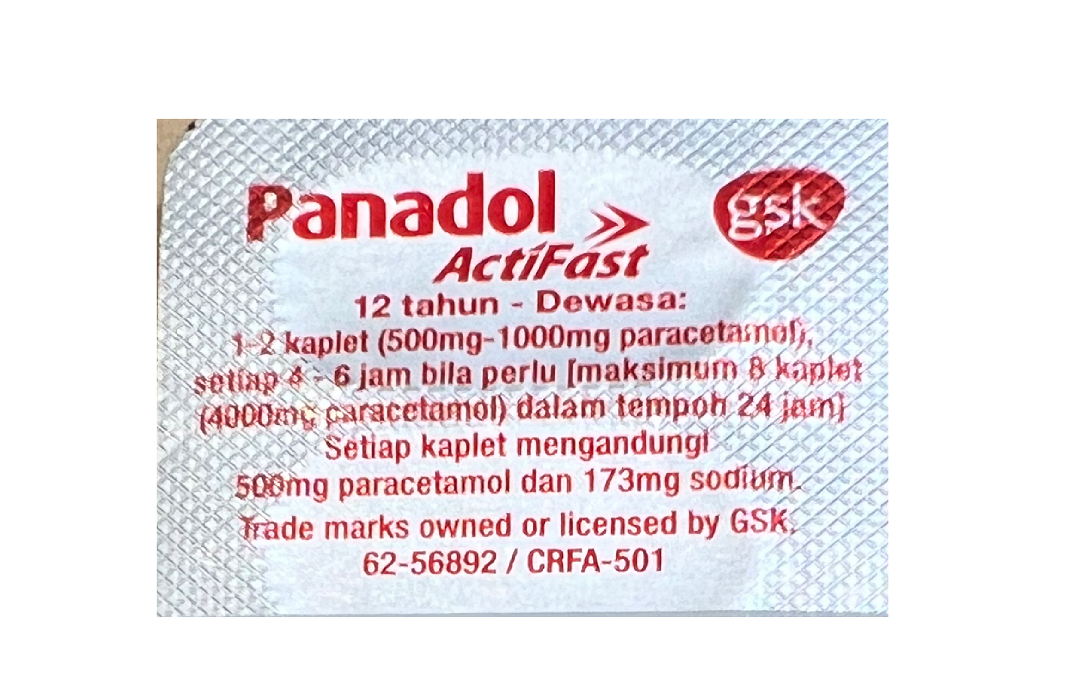 Panadol
gsk
ActiFast
12 tahun - Dewasa:
1-2 kaplet (500mg-1000mg paracetamol),
setiap 4 - 6 jam bila perlu [maksimum 8 kaplet
(4000mg paracetamol) dalam tempoh 24 jam]
Setiap kaplet mengandungi
500mg paracetamol dan 173mg sodium.
Trade marks owned or licensed by GSK.
62-56892 / CRFA-501